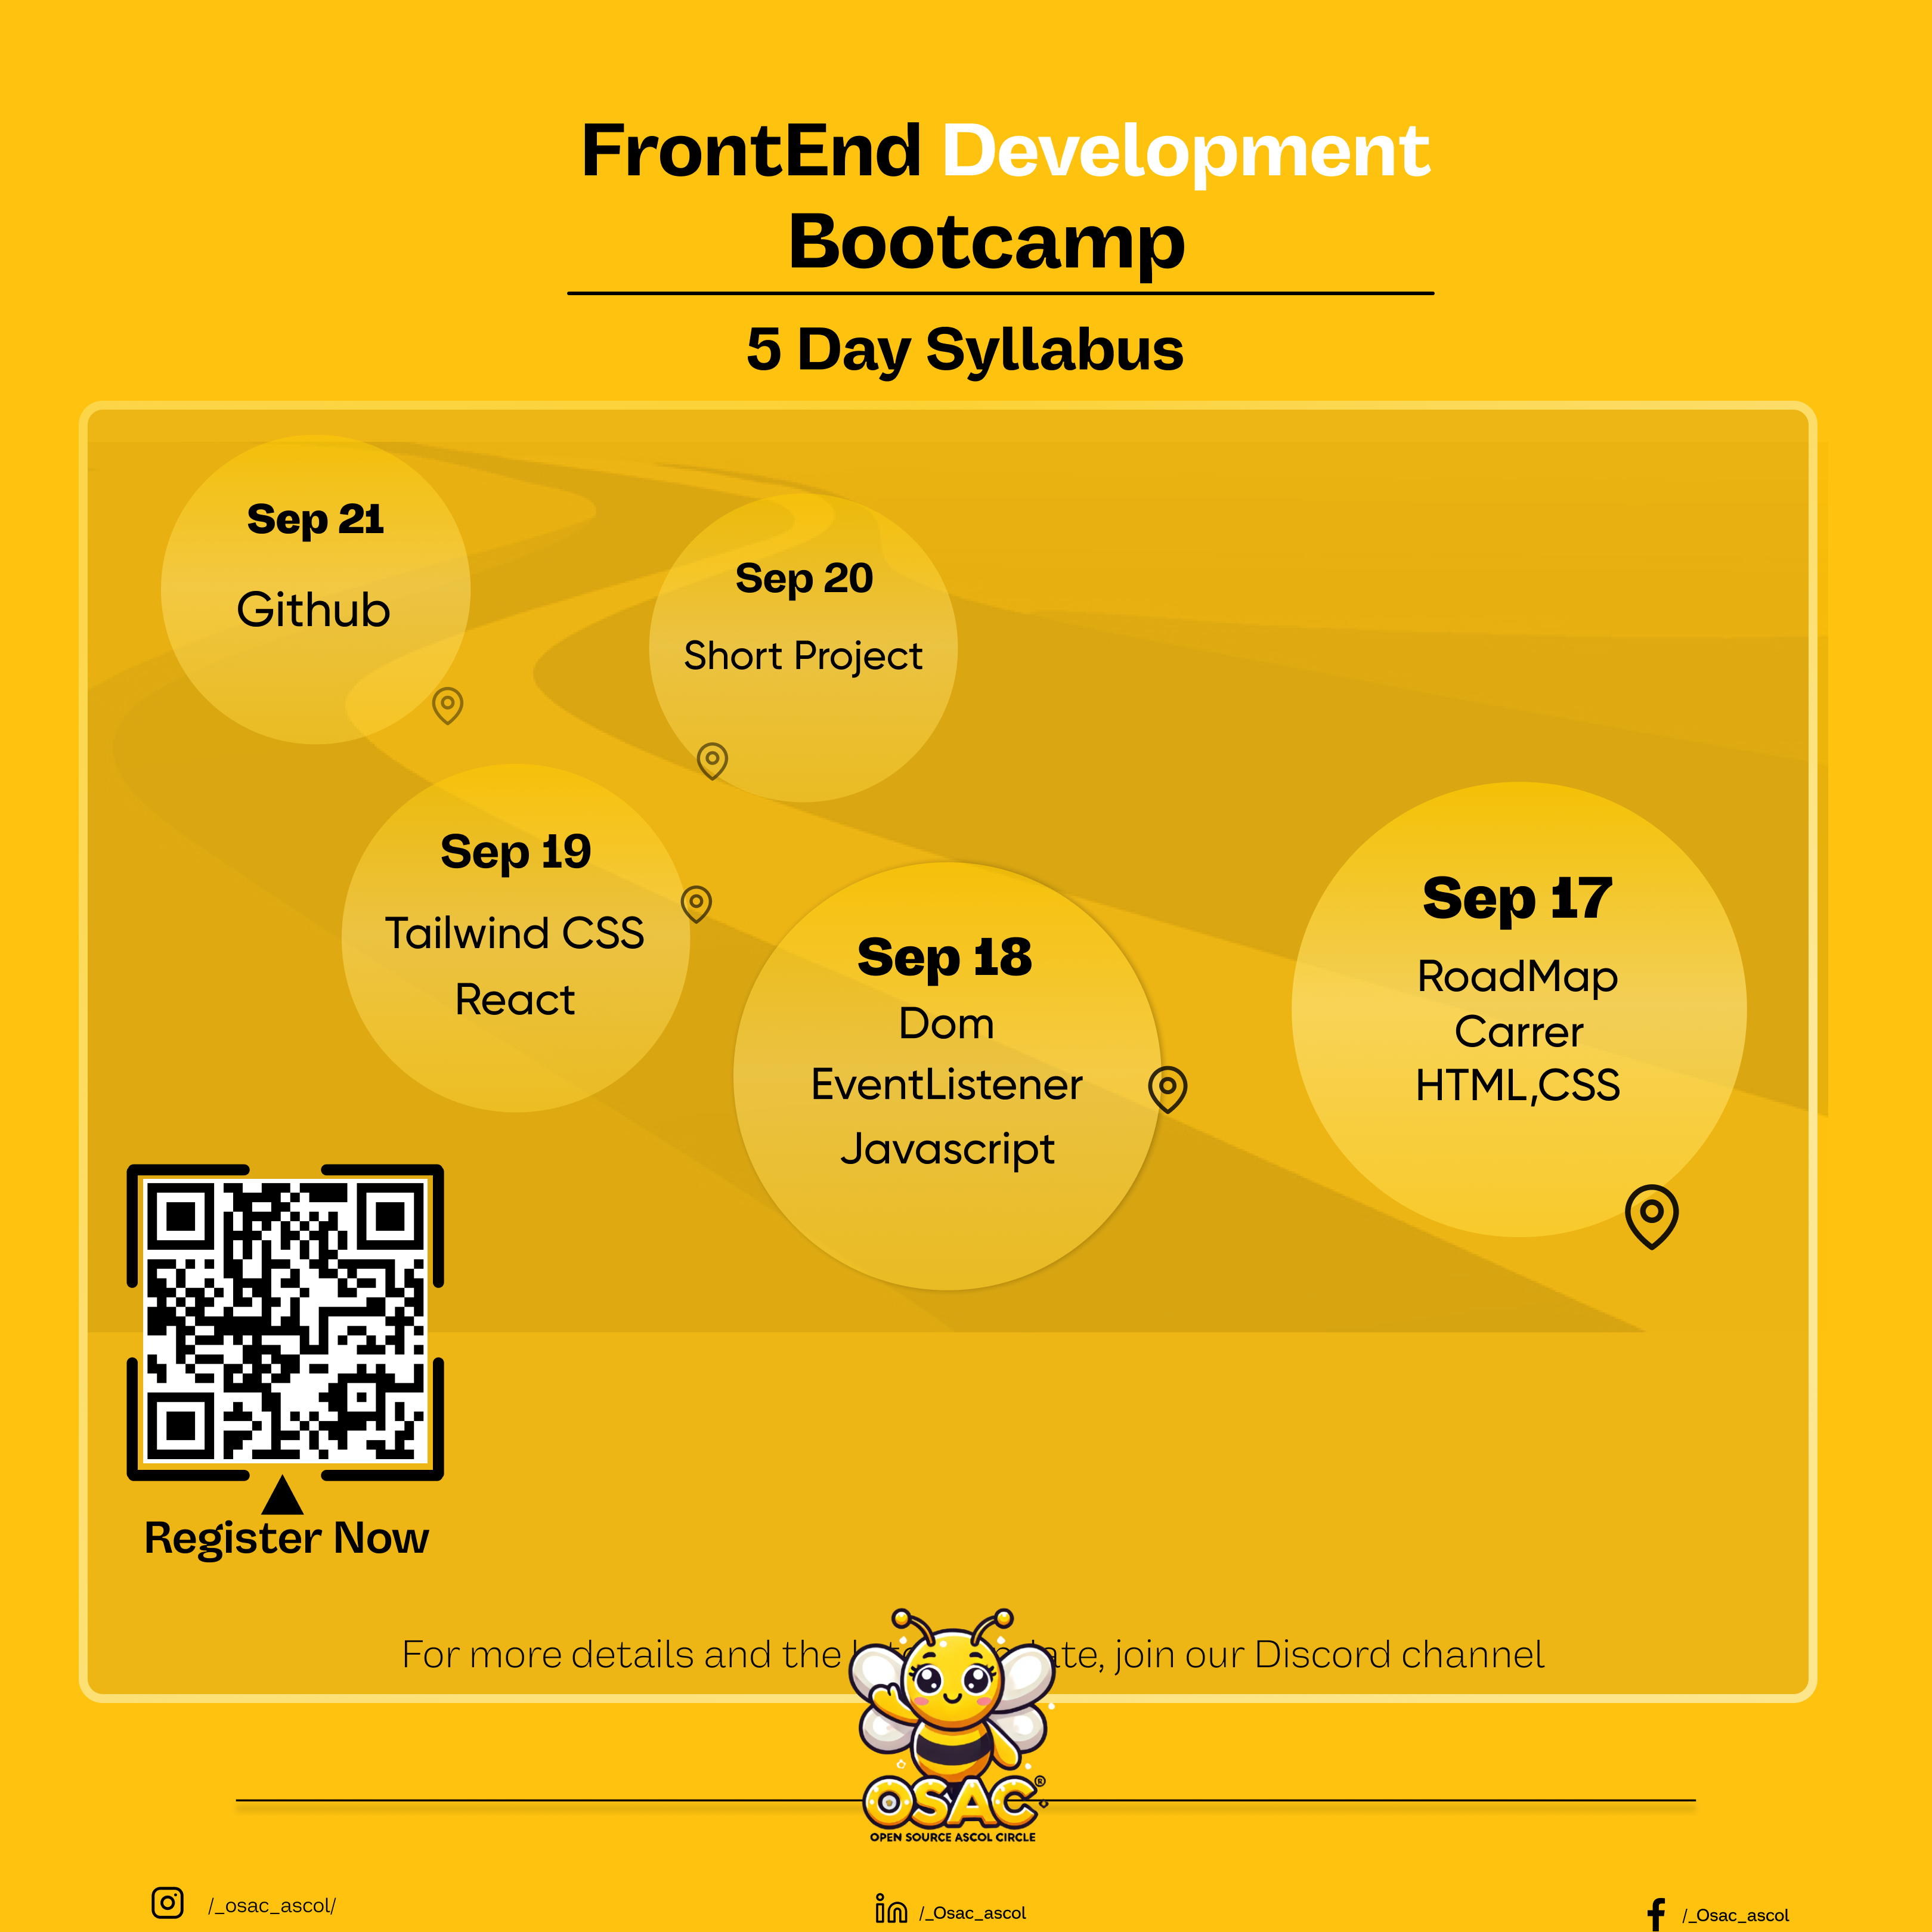 FrontEnd Development
Bootcamp
5 Day Syllabus
Sep 21
Github
Sep 20
Short Project
Sep 19
Tailwind CSS
React
Sep 18
Dom
EventListener
Javascript
Sep 17
RoadMap
Carrer
HTML,CSS
Register Now
For more details and the join our Discord channel
OSAC®
OPEN SOURCE ASCOL CIRCLE
/_osac_ascol/
/_Osac_ascol
/_Osac_ascol